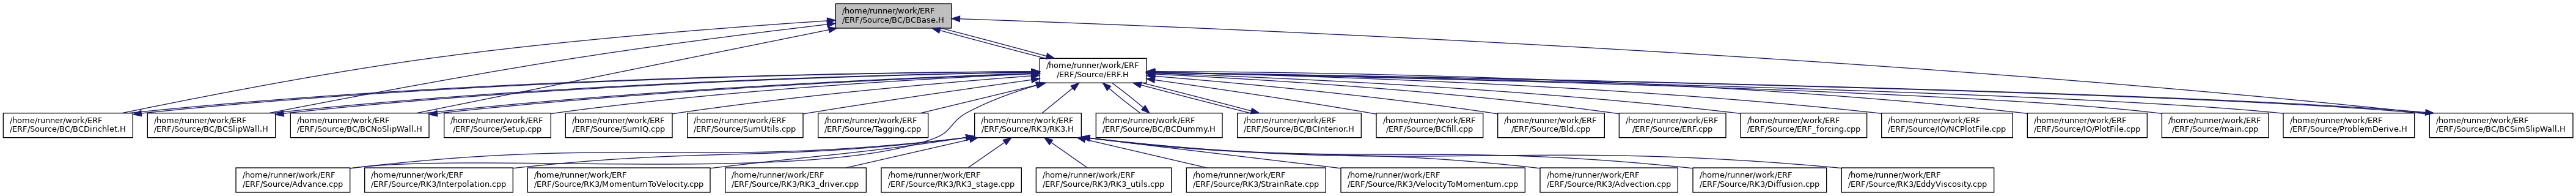 /home/runner/work/ERF
/ERF/Source/BC/BCBase.H
/home/runner/work/ERF
/ERF/Source/ERF.H
/home/runner/work/ERF
/ERF/Source/BC/BCDirichlet.H
/home/runner/work/ERF
/ERF/Source/BC/BCSlipWall.H
/home/runner/work/ERF
/ERF/Source/BC/BCNoSlipWall.H
/home/runner/work/ERF
/ERF/Source/Setup.cpp
/home/runner/work/ERF
/ERF/Source/SumIQ.cpp
/home/runner/work/ERF
/ERF/Source/SumUtils.cpp
/home/runner/work/ERF
/ERF/Source/Tagging.cpp
/home/runner/work/ERF
/ERF/Source/RK3/RK3.H
/home/runner/work/ERF
/ERF/Source/BC/BCDummy.H
/home/runner/work/ERF
/ERF/Source/BC/BCInterior.H
/home/runner/work/ERF
/ERF/Source/BCfill.cpp
/home/runner/work/ERF
/ERF/Source/Bld.cpp
/home/runner/work/ERF
/ERF/Source/ERF.cpp
/home/runner/work/ERF
/ERF/Source/ERF_forcing.cpp
/home/runner/work/ERF
/ERF/Source/IO/NCPlotFile.cpp
/home/runner/work/ERF
/ERF/Source/IO/PlotFile.cpp
/home/runner/work/ERF
/ERF/Source/main.cpp
/home/runner/work/ERF
/ERF/Source/ProblemDerive.H
/home/runner/work/ERF
/ERF/Source/BC/BCSimSlipWall.H
/home/runner/work/ERF
/ERF/Source/Advance.cpp
/home/runner/work/ERF
/ERF/Source/RK3/Interpolation.cpp
/home/runner/work/ERF
/ERF/Source/RK3/MomentumToVelocity.cpp
/home/runner/work/ERF
/ERF/Source/RK3/RK3_driver.cpp
/home/runner/work/ERF
/ERF/Source/RK3/RK3_stage.cpp
/home/runner/work/ERF
/ERF/Source/RK3/RK3_utils.cpp
/home/runner/work/ERF
/ERF/Source/RK3/StrainRate.cpp
/home/runner/work/ERF
/ERF/Source/RK3/VelocityToMomentum.cpp
/home/runner/work/ERF
/ERF/Source/RK3/Advection.cpp
/home/runner/work/ERF
/ERF/Source/RK3/Diffusion.cpp
/home/runner/work/ERF
/ERF/Source/RK3/EddyViscosity.cpp